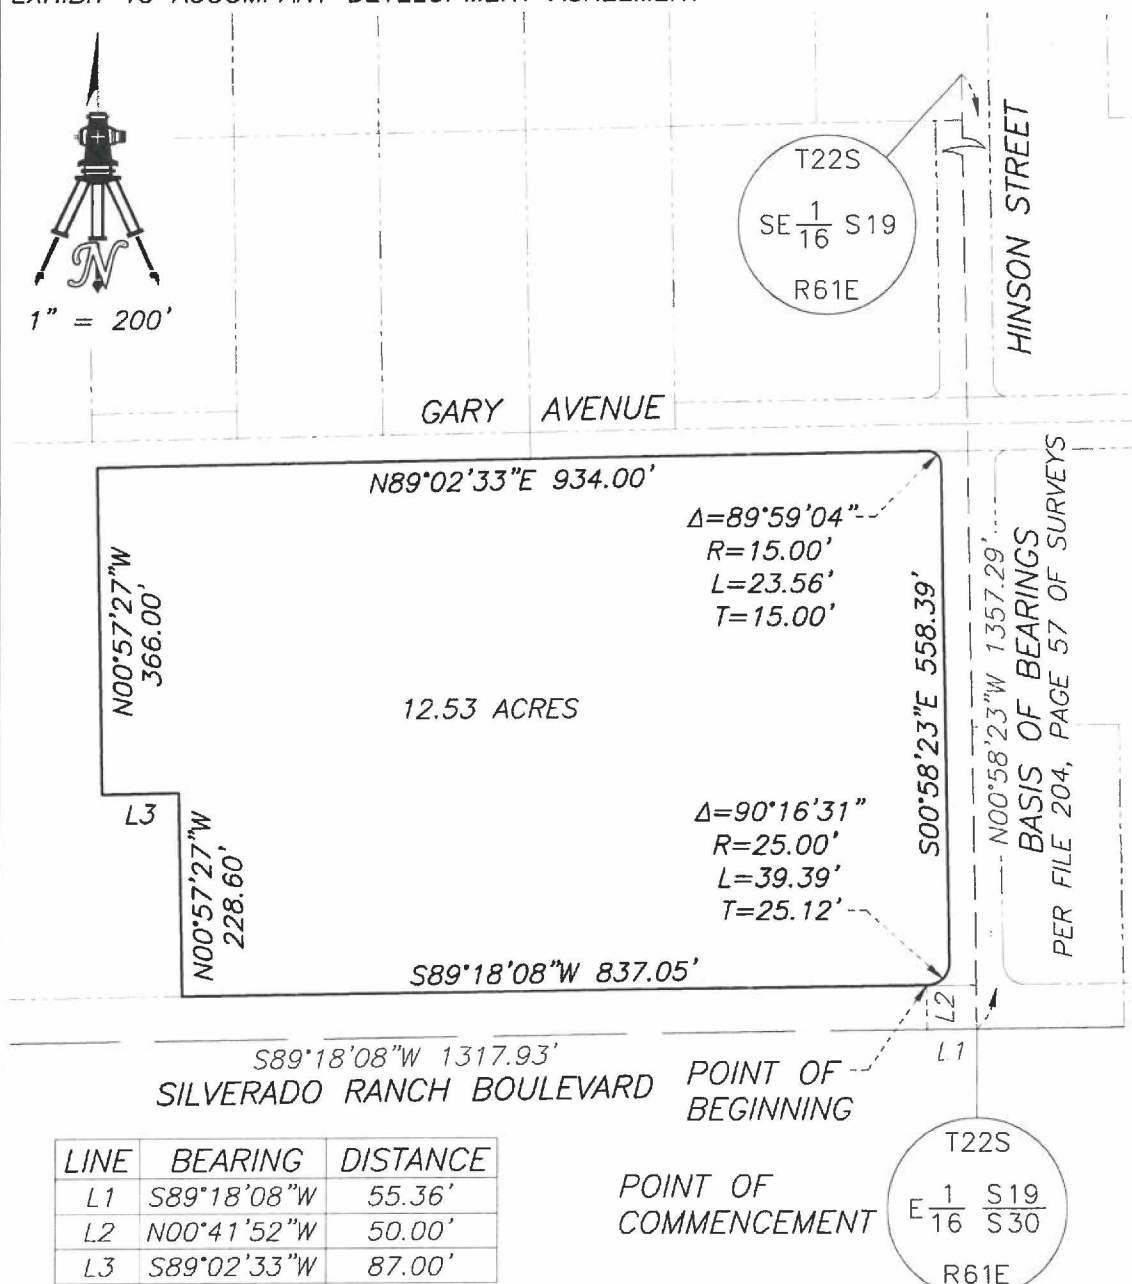 EXHIBIT TO ACCOMPANY DEVELOPMENT AGREEMENT
N
1" = 200'
T22S
SE 1/16 S19
R61E
HINSON STREET
GARY AVENUE
N89°02'33"E 934.00'
Δ=89°59'04"
R=15.00'
L=23.56'
T=15.00'
N00°57'27"W
366.00'
S00°58'23"E 558.39'
N00°58'23"W 1357.29'
BASIS OF BEARINGS
PER FILE 204, PAGE 57 OF SURVEYS
12.53 ACRES
L3
N00°57'27"W
228.60'
Δ=90°16'31"
R=25.00'
L=39.39'
T=25.12'
S89°18'08"W 837.05'
L2
L1
S89°18'08"W 1317.93'
SILVERADO RANCH BOULEVARD
POINT OF
BEGINNING
LINE BEARING DISTANCE
L1 S89°18'08"W 55.36'
L2 N00°41'52"W 50.00'
L3 S89°02'33"W 87.00'
POINT OF
COMMENCEMENT
T22S
E 1/16 S19/S30
R61E